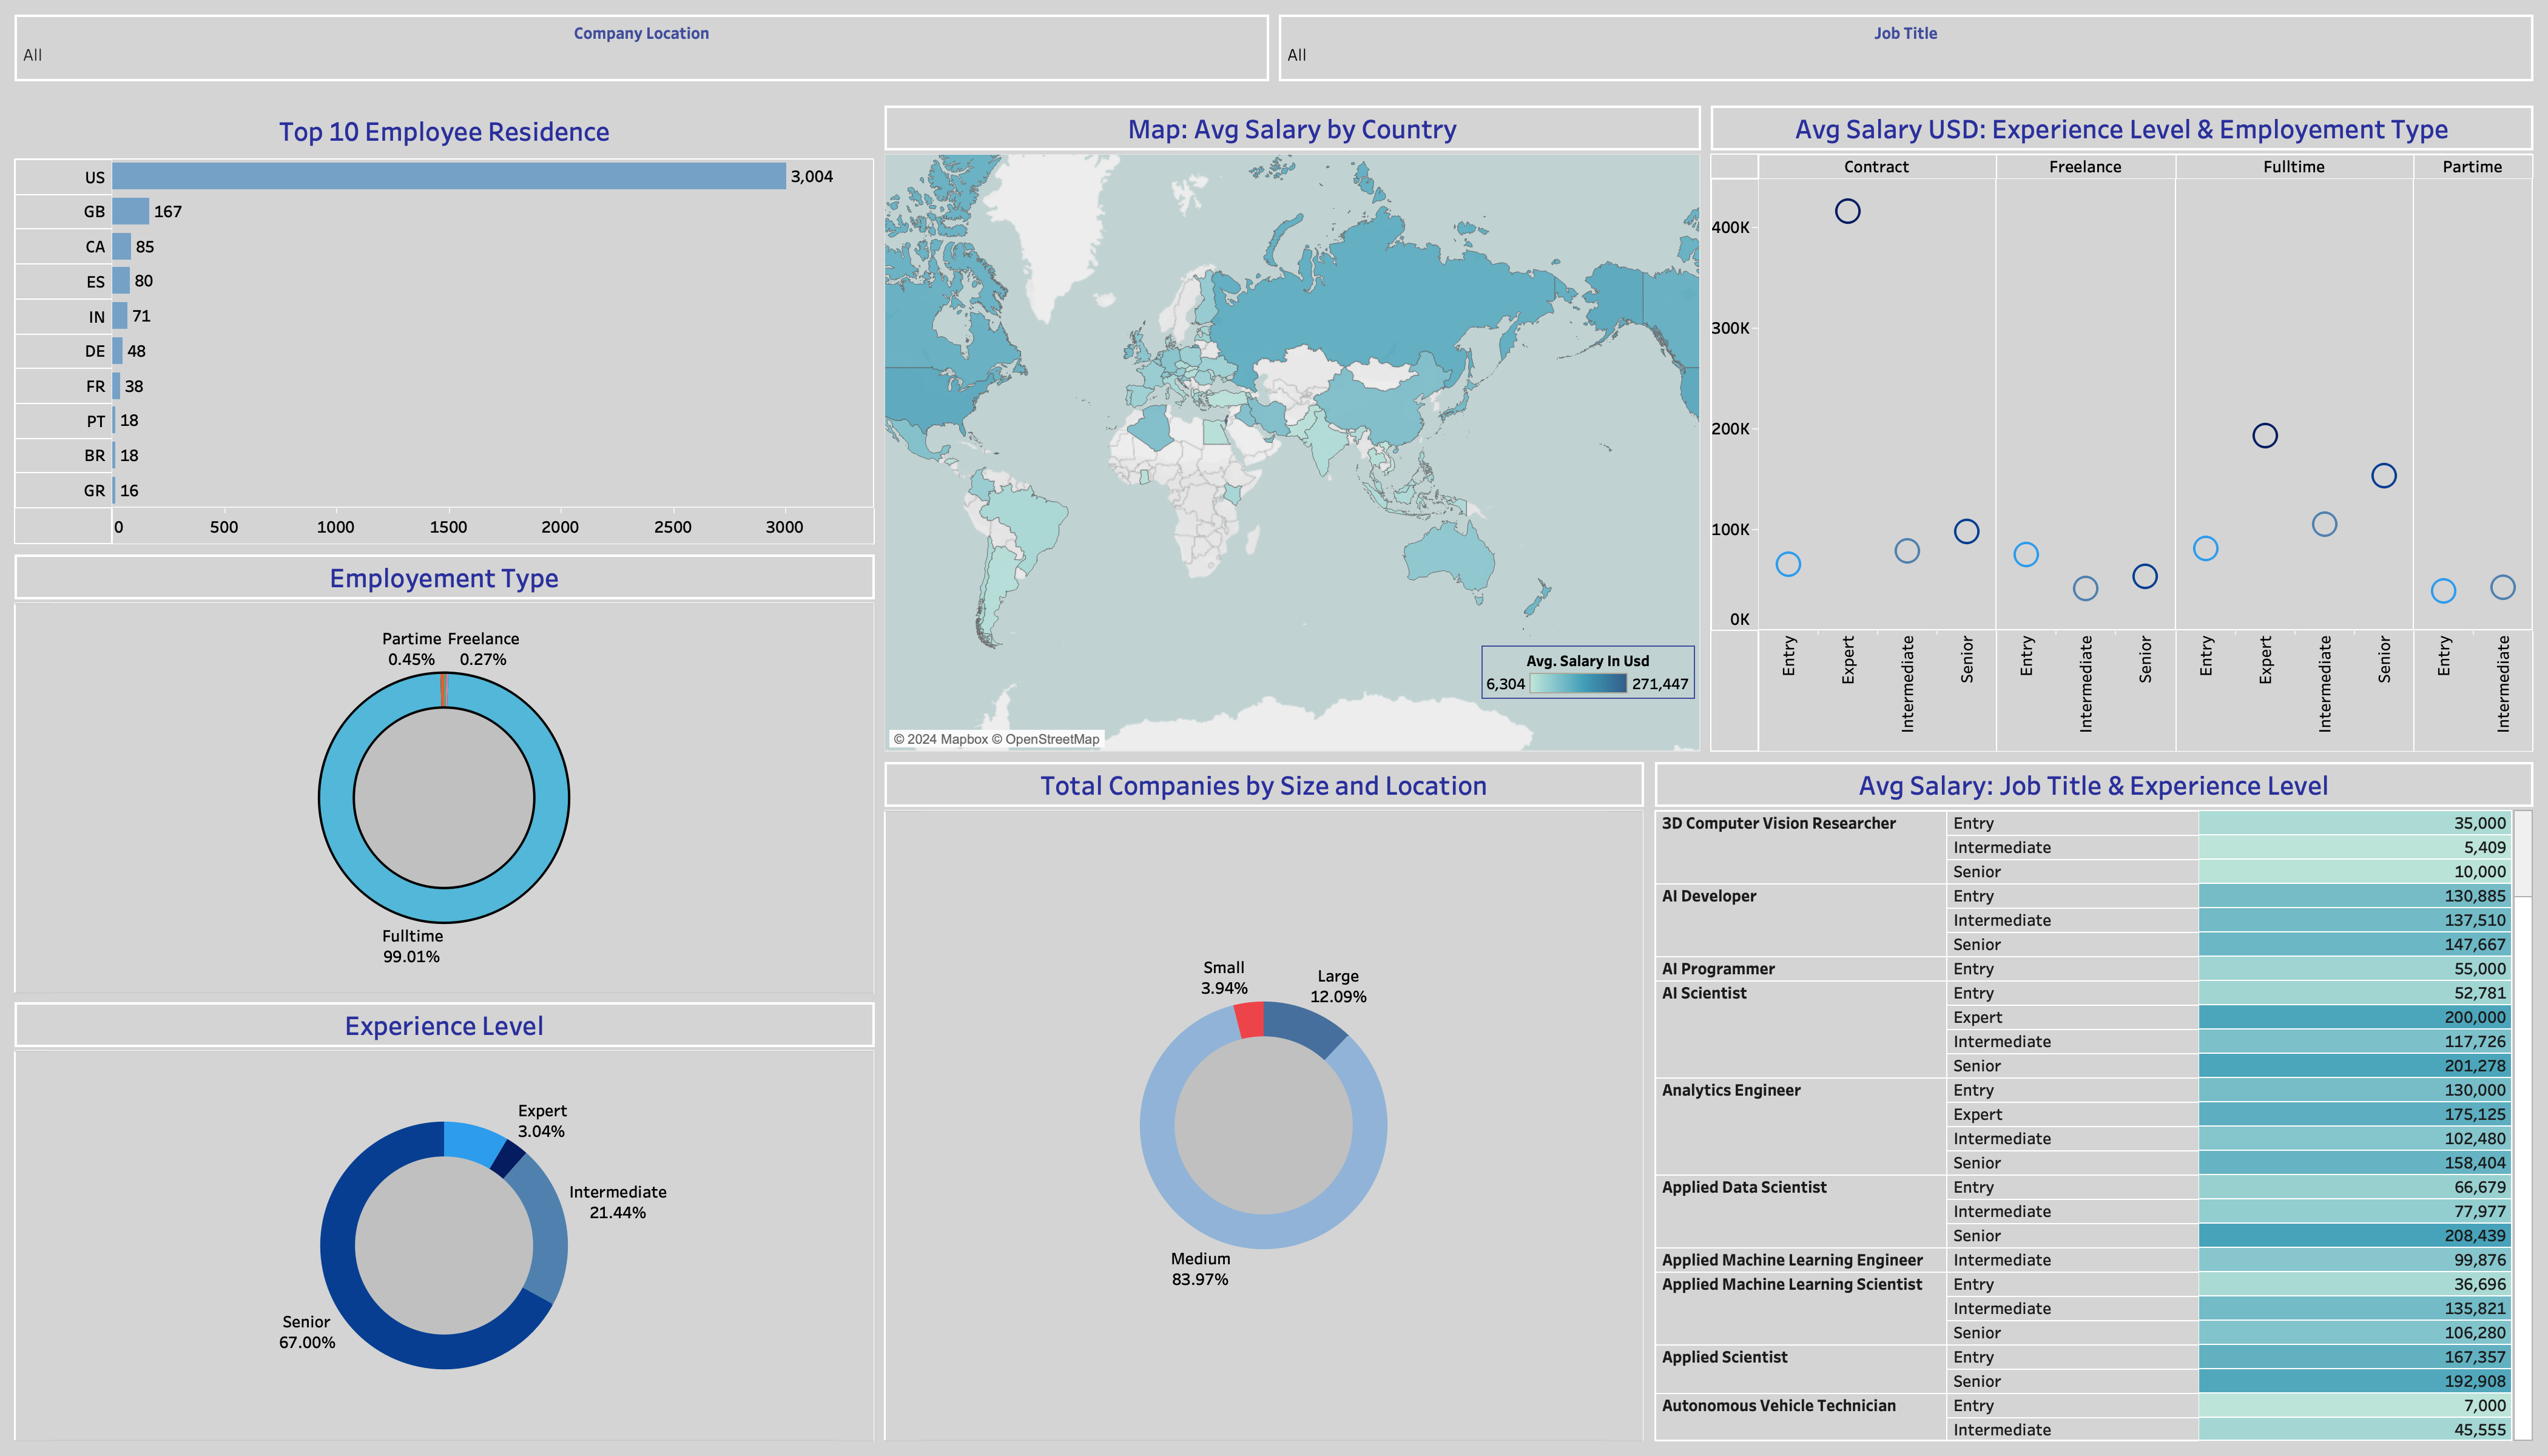 Company Location
All
Job Title
All
Top 10 Employee Residence
US 3,004
GB 167
CA 85
ES 80
IN 71
DE 48
FR 38
PT 18
BR 18
GR 16
0 500 1000 1500 2000 2500 3000
Employement Type
Partime Freelance
0.45% 0.27%
Fulltime
99.01%
Experience Level
Expert
3.04%
Intermediate
21.44%
Senior
67.00%
Map: Avg Salary by Country
Avg. Salary In Usd
6,304 271,447
© 2024 Mapbox © OpenStreetMap
Avg Salary USD: Experience Level & Employement Type
Contract Freelance Fulltime Partime
400K
300K
200K
100K
0K
Entry Expert Intermediate Senior Entry Intermediate Senior Entry Expert Intermediate Senior Entry Intermediate
Total Companies by Size and Location
Small
3.94%
Large
12.09%
Medium
83.97%
Avg Salary: Job Title & Experience Level
3D Computer Vision Researcher Entry 35,000
Intermediate 5,409
Senior 10,000
AI Developer Entry 130,885
Intermediate 137,510
Senior 147,667
AI Programmer Entry 55,000
AI Scientist Entry 52,781
Expert 200,000
Intermediate 117,726
Senior 201,278
Analytics Engineer Entry 130,000
Expert 175,125
Intermediate 102,480
Senior 158,404
Applied Data Scientist Entry 66,679
Intermediate 77,977
Senior 208,439
Applied Machine Learning Engineer Intermediate 99,876
Applied Machine Learning Scientist Entry 36,696
Intermediate 135,821
Senior 106,280
Applied Scientist Entry 167,357
Senior 192,908
Autonomous Vehicle Technician Entry 7,000
Intermediate 45,555